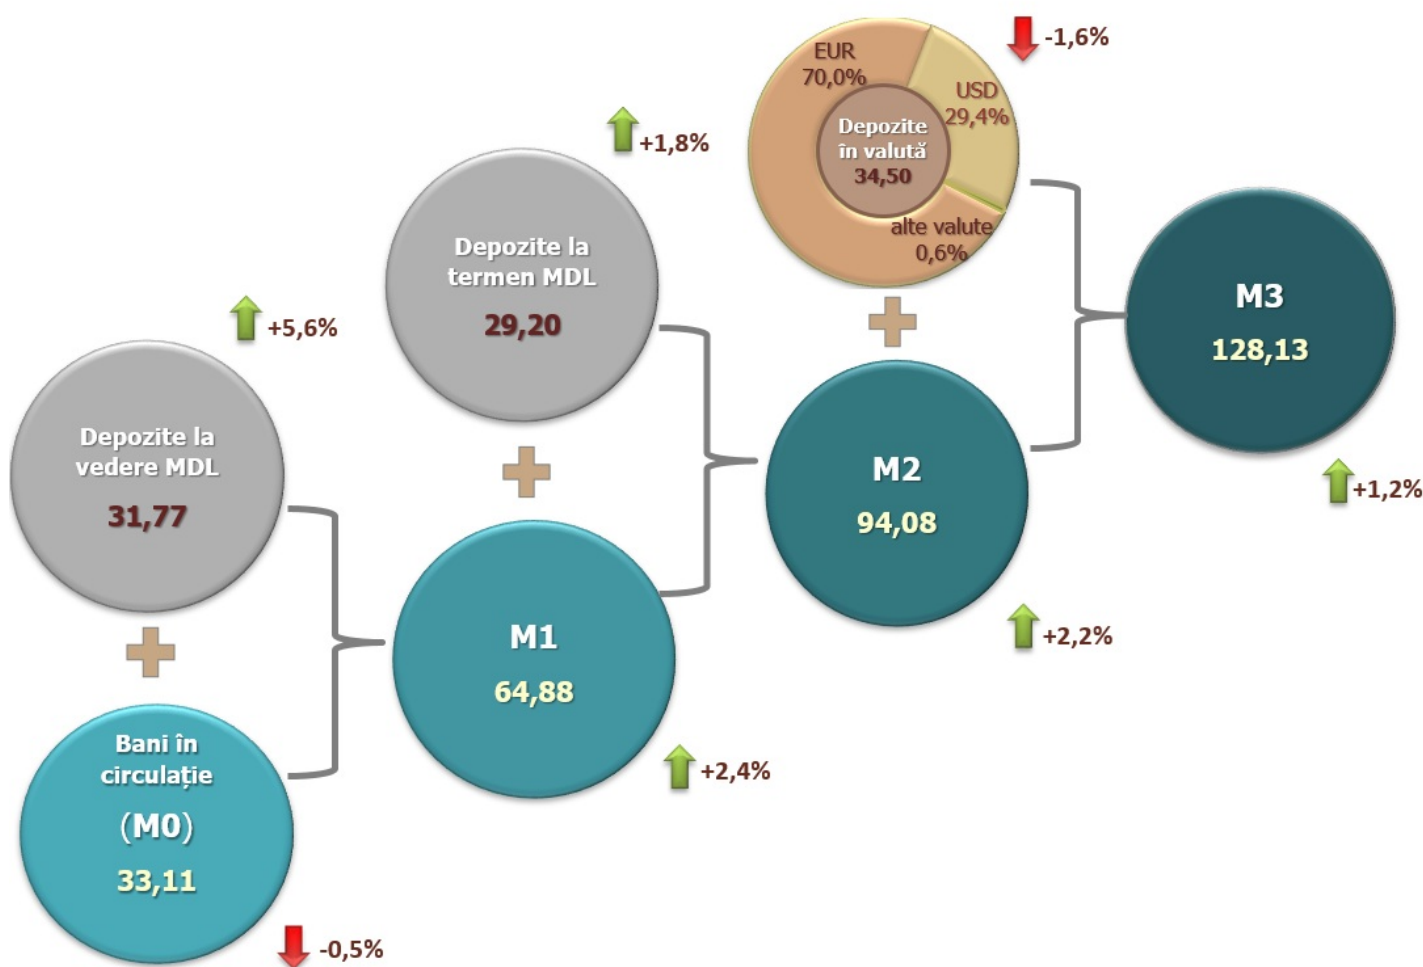 EUR
70,0%
USD
29,4%
Depozite
în valută
34,50
alte valute
0,6%
-1,6%
+1,8%
Depozite la
termen MDL
29,20
+5,6%
Depozite la
vedere MDL
31,77
M3
128,13
+1,2%
M2
94,08
+2,2%
M1
64,88
+2,4%
Bani în
circulație
(M0)
33,11
-0,5%